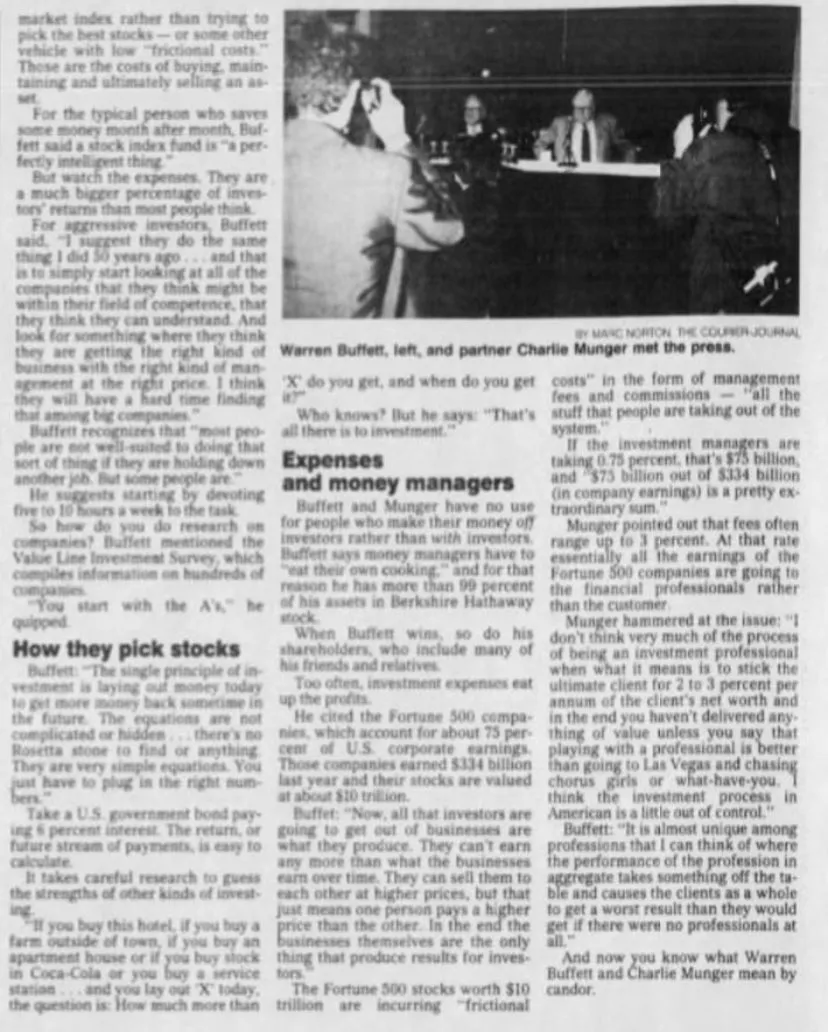 market index rather than trying to
pick the best stocks — or some other
vehicle with low "frictional costs."
Those are the costs of buying, main-
taining and ultimately selling an as-
set.
For the typical person who saves
some money month after month, Buf-
fett said a stock index fund is "a per-
fectly intelligent thing."
But watch the expenses. They are
a much bigger percentage of inves-
tors' returns than most people think.
For aggressive investors, Buffett
said, "I suggest they do the same
thing I did 50 years ago . . . and that
is to simply start looking at all of the
companies that they think might be
within their field of competence, that
they think they can understand. And
look for something where they think
they are getting the right kind of
business with the right kind of man-
agement at the right price. I think
they will have a hard time finding
that among big companies."
Buffett recognizes that "most peo-
ple are not well-suited to doing that
sort of thing if they are holding down
another job. But some people are."
He suggests starting by devoting
five to 10 hours a week to the task.
So how do you do research on
companies? Buffett mentioned the
Value Line Investment Survey, which
compiles information on hundreds of
companies.
"You start with the A's," he
quipped.
How they pick stocks
Buffett: "The single principle of in-
vestment is laying out money today
to get more money back sometime in
the future. The equations are not
complicated or hidden . . . there's no
Rosetta stone to find or anything.
They are very simple equations. You
just have to plug in the right num-
bers."
Take a U.S. government bond pay-
ing 6 percent interest. The return, or
future stream of payments, is easy to
calculate.
It takes careful research to guess
the strengths of other kinds of invest-
ing.
"If you buy this hotel, if you buy a
farm outside of town, if you buy an
apartment house or if you buy stock
in Coca-Cola or you buy a service
station . . . and you lay out 'X' today,
the question is: How much more than
BY MARC NORTON, THE COURIER-JOURNAL
Warren Buffett, left, and partner Charlie Munger met the press.
'X' do you get, and when do you get
it?"
Who knows? But he says: "That's
all there is to investment."
Expenses
and money managers
Buffett and Munger have no use
for people who make their money off
investors rather than with investors.
Buffett says money managers have to
"eat their own cooking," and for that
reason he has more than 99 percent
of his assets in Berkshire Hathaway
stock.
When Buffett wins, so do his
shareholders, who include many of
his friends and relatives.
Too often, investment expenses eat
up the profits.
He cited the Fortune 500 compa-
nies, which account for about 75 per-
cent of U.S. corporate earnings.
Those companies earned $334 billion
last year and their stocks are valued
at about $10 trillion.
Buffet: "Now, all that investors are
going to get out of businesses are
what they produce. They can't earn
any more than what the businesses
earn over time. They can sell them to
each other at higher prices, but that
just means one person pays a higher
price than the other. In the end the
businesses themselves are the only
thing that produce results for inves-
tors."
The Fortune 500 stocks worth $10
trillion are incurring "frictional
costs" in the form of management
fees and commissions — "all the
stuff that people are taking out of the
system."
If the investment managers are
taking 0.75 percent, that's $75 billion,
and "$75 billion out of $334 billion
(in company earnings) is a pretty ex-
traordinary sum."
Munger pointed out that fees often
range up to 3 percent. At that rate
essentially all the earnings of the
Fortune 500 companies are going to
the financial professionals rather
than the customer.
Munger hammered at the issue: "I
don't think very much of the process
of being an investment professional
when what it means is to stick the
ultimate client for 2 to 3 percent per
annum of the client's net worth and
in the end you haven't delivered any-
thing of value unless you say that
playing with a professional is better
than going to Las Vegas and chasing
chorus girls or what-have-you. I
think the investment process in
American is a little out of control."
Buffett: "It is almost unique among
professions that I can think of where
the performance of the profession in
aggregate takes something off the ta-
ble and causes the clients as a whole
to get a worst result than they would
get if there were no professionals at
all."
And now you know what Warren
Buffett and Charlie Munger mean by
candor.